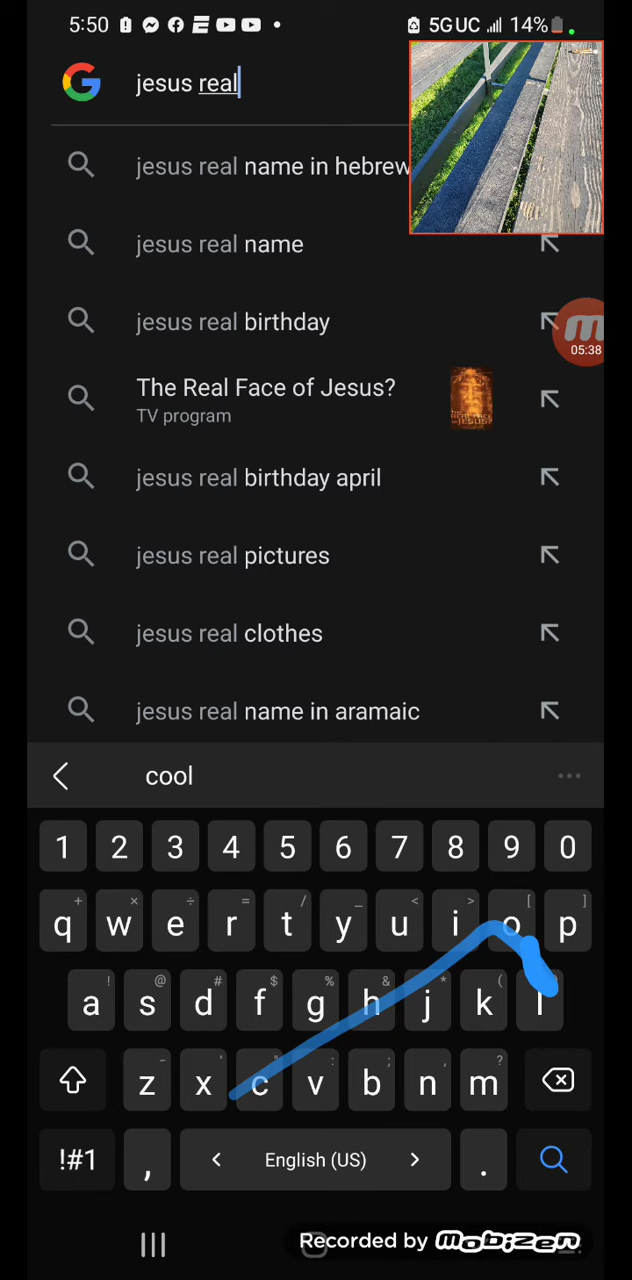 5:50 5G UC 14%
jesus real
jesus real name in hebrew
jesus real name
jesus real birthday
05:38
The Real Face of Jesus?
TV program
jesus real birthday april
jesus real pictures
jesus real clothes
jesus real name in aramaic
cool
1 2 3 4 5 6 7 8 9 0
+ × ÷ = / _ < > [ ]
q w e r t y u i o p
! @ # $ % & * (
a s d f g h j k l
- ' " : ; , ?
z x c v b n m
!#1 , < English (US) > .
Recorded by mobizen